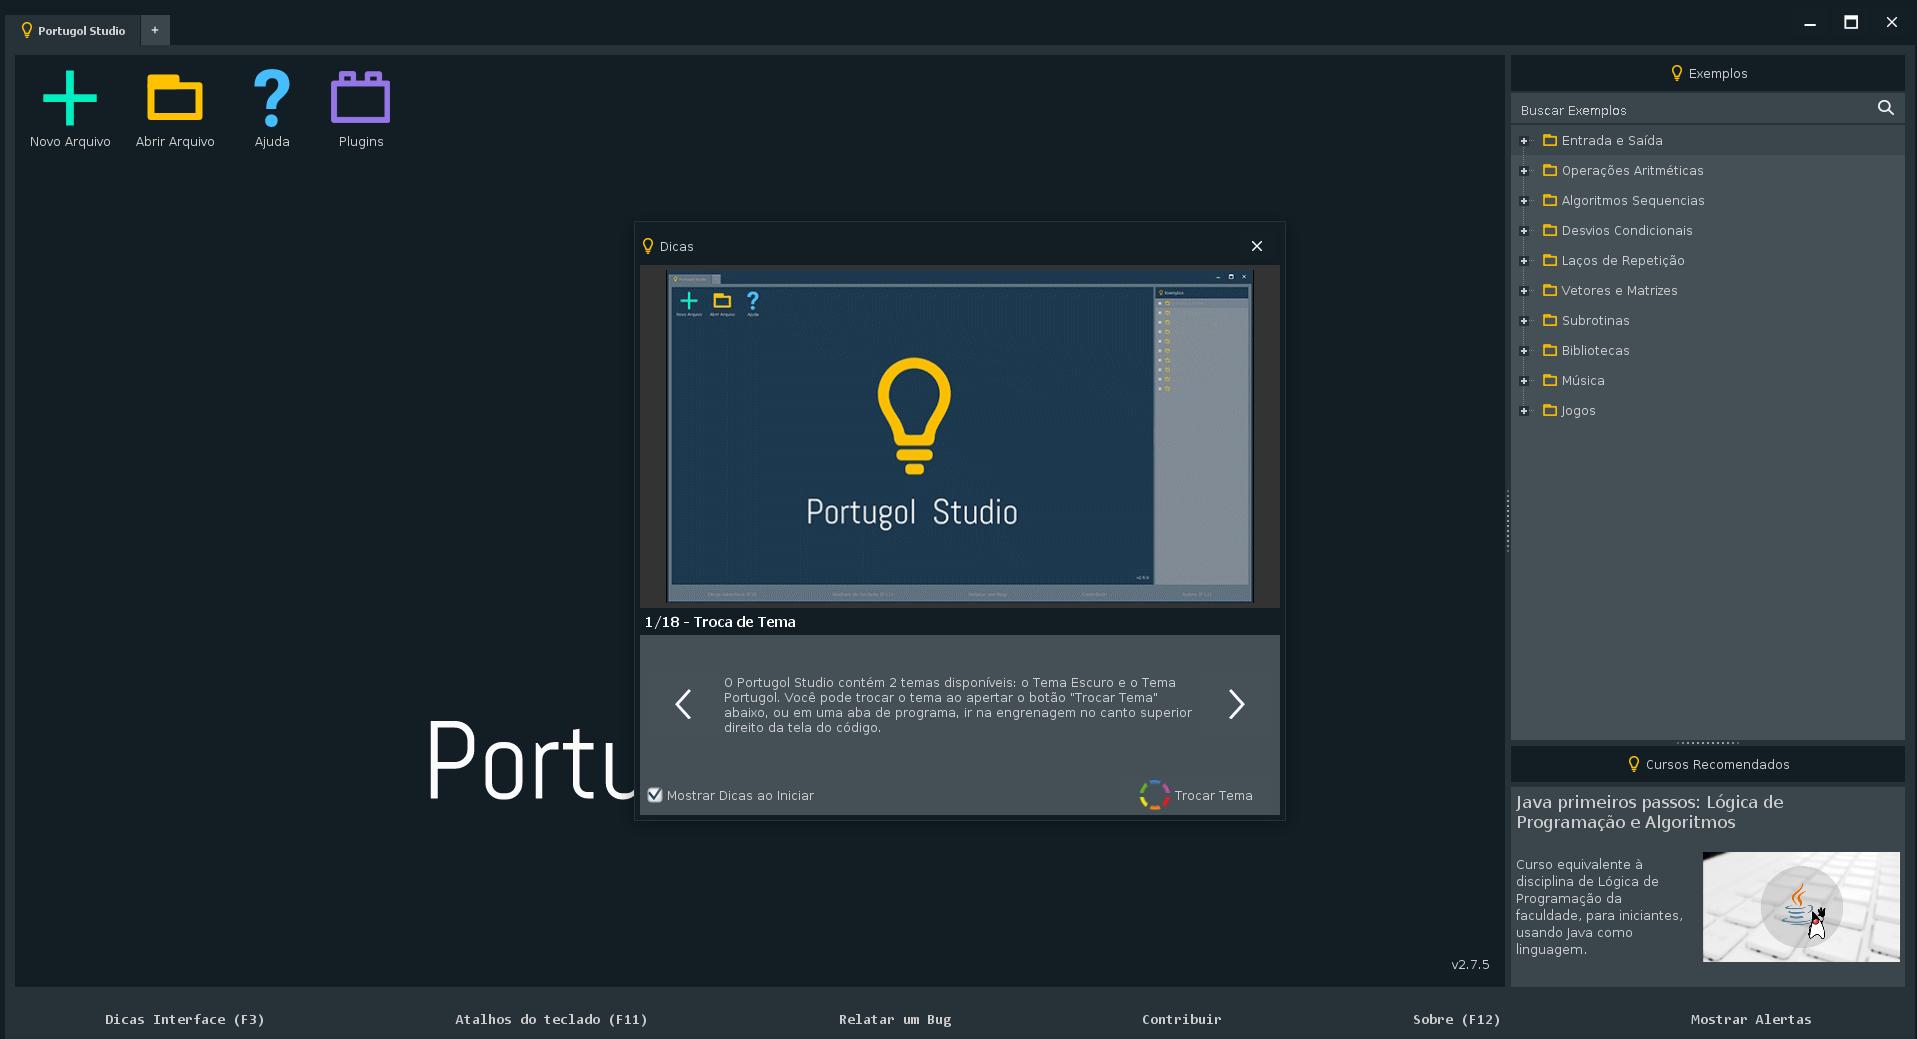 Portugol Studio
+
Novo Arquivo
Abrir Arquivo
Ajuda
Plugins
Exemplos
Buscar Exemplos
Entrada e Saída
Operações Aritméticas
Algoritmos Sequencias
Desvios Condicionais
Laços de Repetição
Vetores e Matrizes
Subrotinas
Bibliotecas
Música
Jogos
Dicas
Novo Arquivo
Abrir Arquivo
Ajuda
Exemplos
Portugol Studio
1/18 - Troca de Tema
O Portugol Studio contém 2 temas disponíveis: o Tema Escuro e o Tema
Portugol. Você pode trocar o tema ao apertar o botão "Trocar Tema"
abaixo, ou em uma aba de programa, ir na engrenagem no canto superior
direito da tela do código.
Mostrar Dicas ao Iniciar
Trocar Tema
Portu
v2.7.5
Cursos Recomendados
Java primeiros passos: Lógica de
Programação e Algoritmos
Curso equivalente à
disciplina de Lógica de
Programação da
faculdade, para iniciantes,
usando Java como
linguagem.
Dicas Interface (F3)
Atalhos do teclado (F11)
Relatar um Bug
Contribuir
Sobre (F12)
Mostrar Alertas